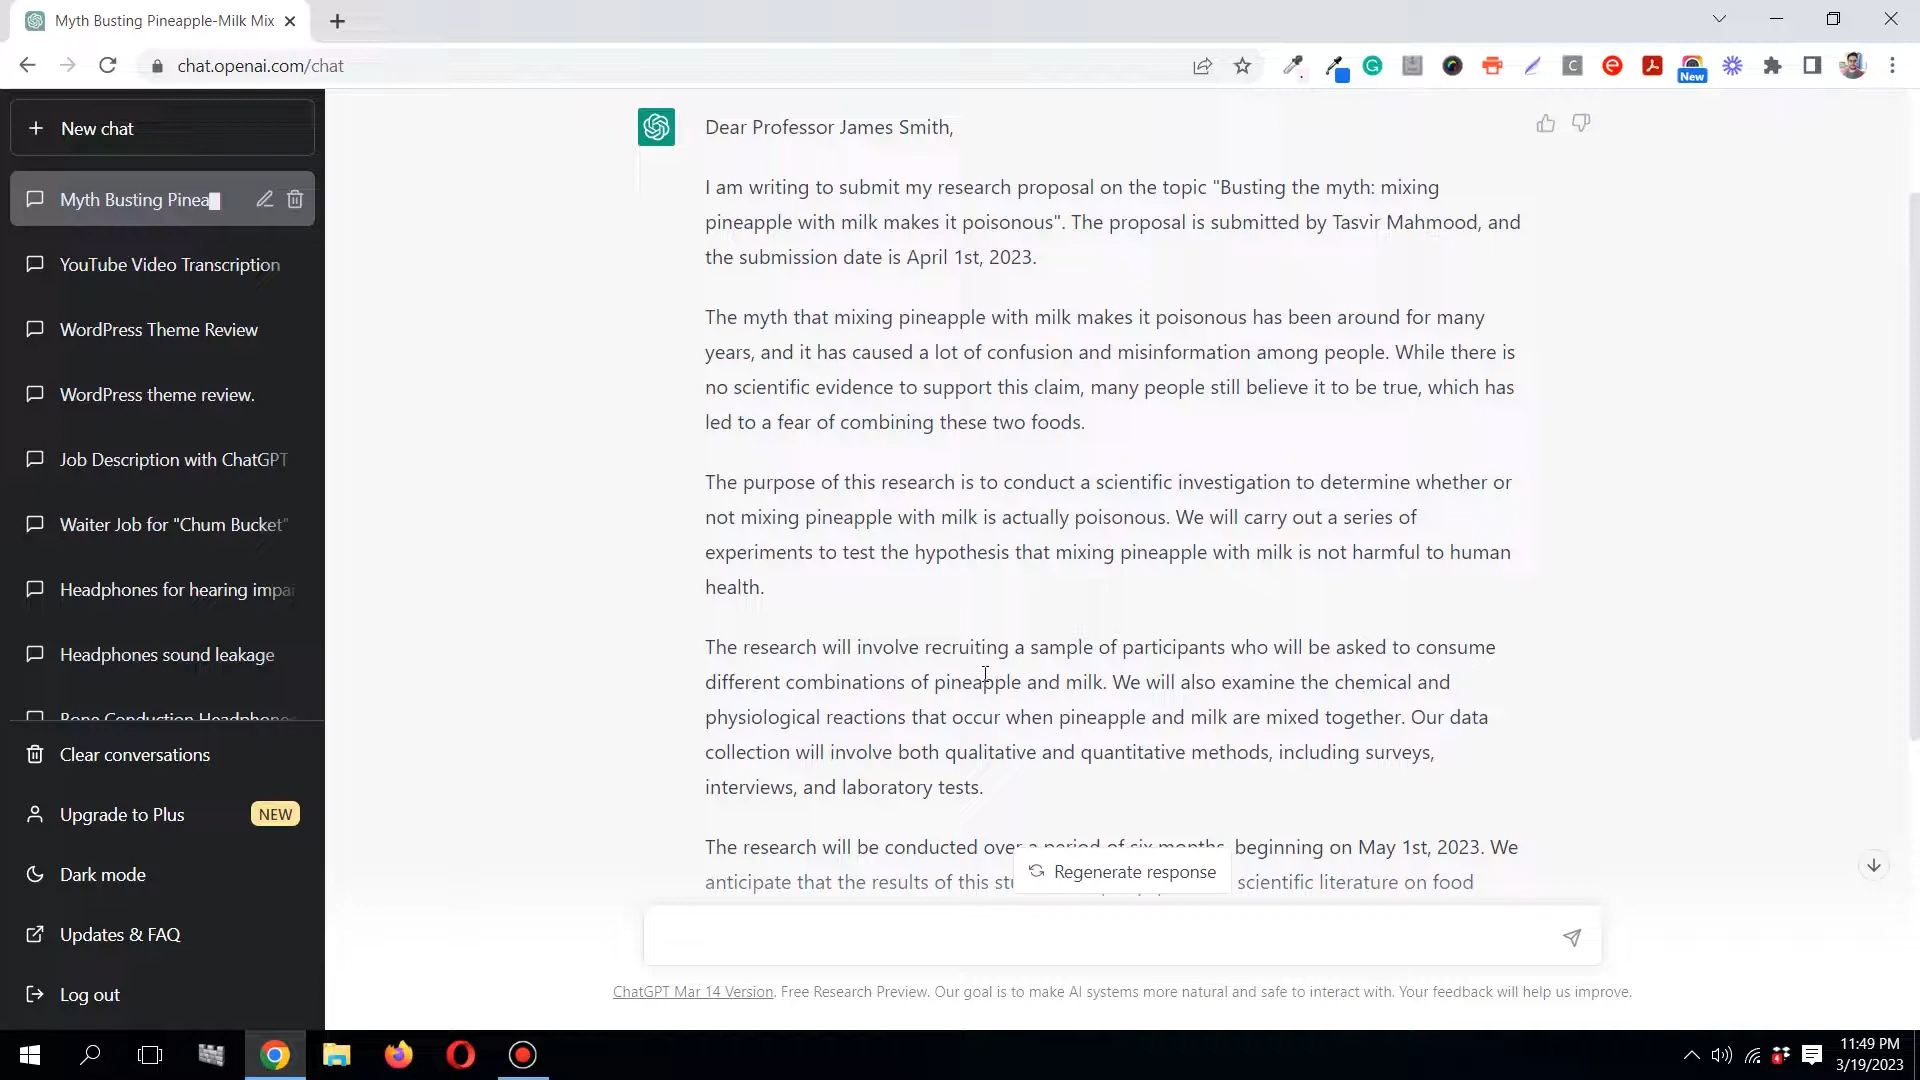 Myth Busting Pineapple-Milk Mix
chat.openai.com/chat
New
New chat
Myth Busting Pinea
YouTube Video Transcription
WordPress Theme Review
WordPress theme review.
Job Description with ChatGPT
Waiter Job for "Chum Bucket"
Headphones for hearing impai
Headphones sound leakage
Bone Conduction Headphone
Clear conversations
Upgrade to Plus
NEW
Dark mode
Updates & FAQ
Log out
Dear Professor James Smith,
I am writing to submit my research proposal on the topic "Busting the myth: mixing
pineapple with milk makes it poisonous". The proposal is submitted by Tasvir Mahmood, and
the submission date is April 1st, 2023.
The myth that mixing pineapple with milk makes it poisonous has been around for many
years, and it has caused a lot of confusion and misinformation among people. While there is
no scientific evidence to support this claim, many people still believe it to be true, which has
led to a fear of combining these two foods.
The purpose of this research is to conduct a scientific investigation to determine whether or
not mixing pineapple with milk is actually poisonous. We will carry out a series of
experiments to test the hypothesis that mixing pineapple with milk is not harmful to human
health.
The research will involve recruiting a sample of participants who will be asked to consume
different combinations of pineapple and milk. We will also examine the chemical and
physiological reactions that occur when pineapple and milk are mixed together. Our data
collection will involve both qualitative and quantitative methods, including surveys,
interviews, and laboratory tests.
The research will be conducted over a period of six months, beginning on May 1st, 2023. We
anticipate that the results of this scientific literature on food
Regenerate response
ChatGPT Mar 14 Version. Free Research Preview. Our goal is to make AI systems more natural and safe to interact with. Your feedback will help us improve.
11:49 PM
3/19/2023